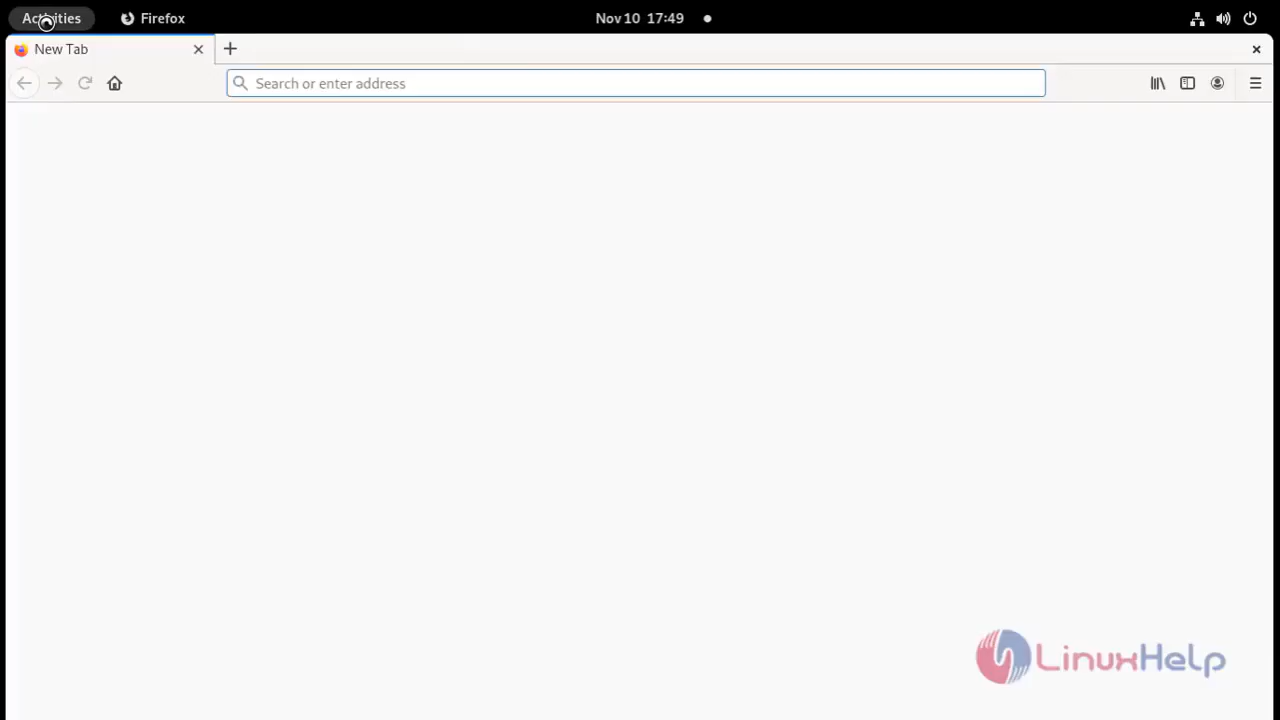 Activities
Firefox
Nov 10 17:49
New Tab
Search or enter address
LinuxHelp